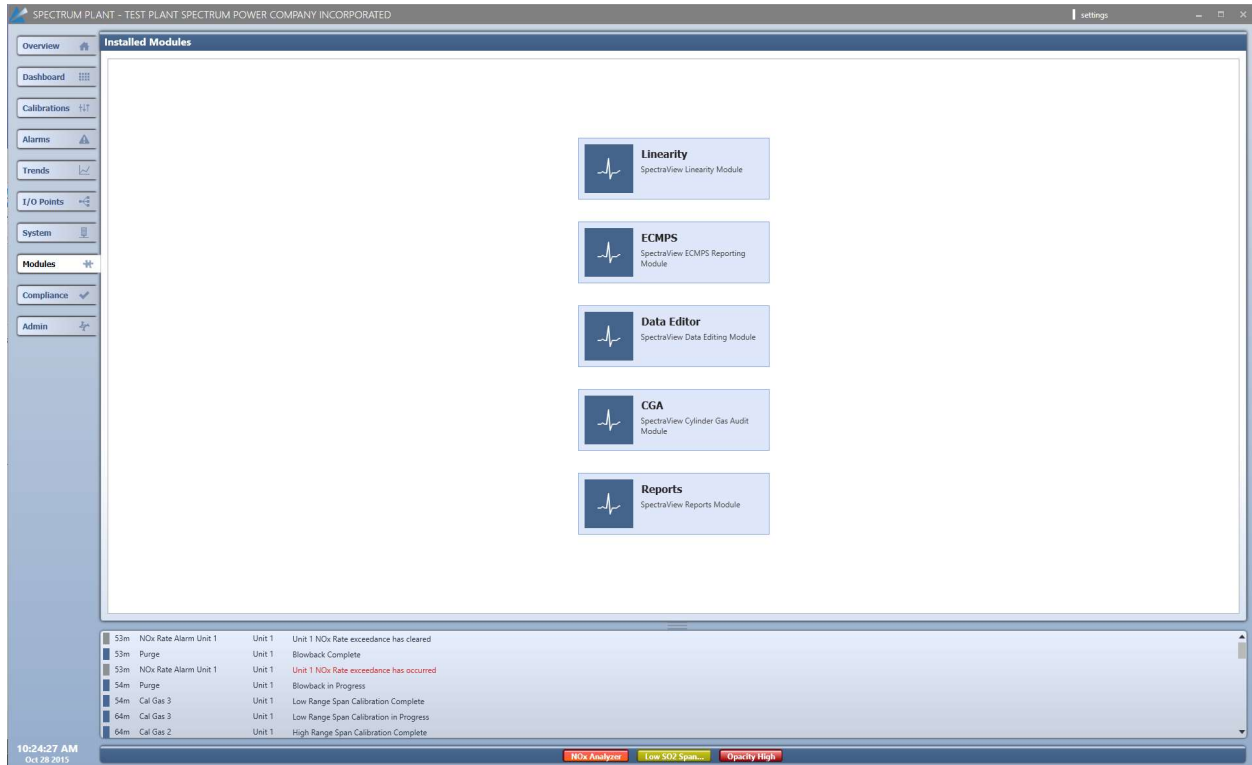 SPECTRUM PLANT - TEST PLANT SPECTRUM POWER COMPANY INCORPORATED
settings
Overview
Dashboard
Calibrations
Alarms
Trends
I/O Points
System
Modules
Compliance
Admin
Installed Modules
Linearity
SpectraView Linearity Module
ECMPS
SpectraView ECMPS Reporting
Module
Data Editor
SpectraView Data Editing Module
CGA
SpectraView Cylinder Gas Audit
Module
Reports
SpectraView Reports Module
53m NOx Rate Alarm Unit 1 Unit 1 Unit 1 NOx Rate exceedance has cleared
53m Purge Unit 1 Blowback Complete
53m NOx Rate Alarm Unit 1 Unit 1 Unit 1 NOx Rate exceedance has occurred
54m Purge Unit 1 Blowback in Progress
54m Cal Gas 3 Unit 1 Low Range Span Calibration Complete
64m Cal Gas 3 Unit 1 Low Range Span Calibration in Progress
64m Cal Gas 2 Unit 1 High Range Span Calibration Complete
10:24:27 AM
Oct 28 2015
NOx Analyzer Low SO2 Span... Opacity High